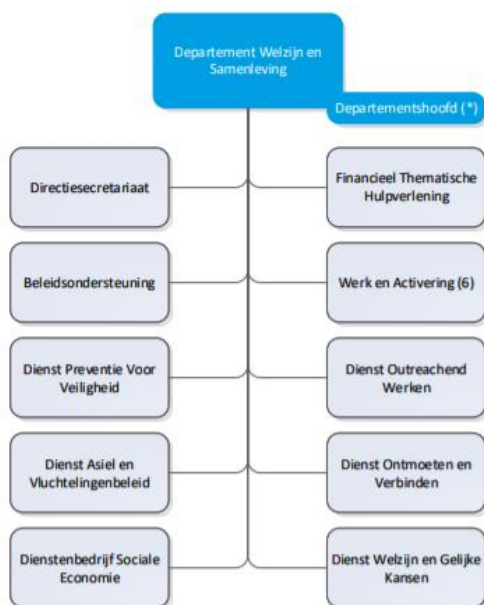 Departement Welzijn en
Samenleving
Departementshoofd (*)
Directiesecretariaat
Financieel Thematische
Hulpverlening
Beleidsondersteuning
Werk en Activering (6)
Dienst Preventie Voor
Veiligheid
Dienst Outreachend
Werken
Dienst Asiel en
Vluchtelingenbeleid
Dienst Ontmoeten en
Verbinden
Dienstenbedrijf Sociale
Economie
Dienst Welzijn en Gelijke
Kansen